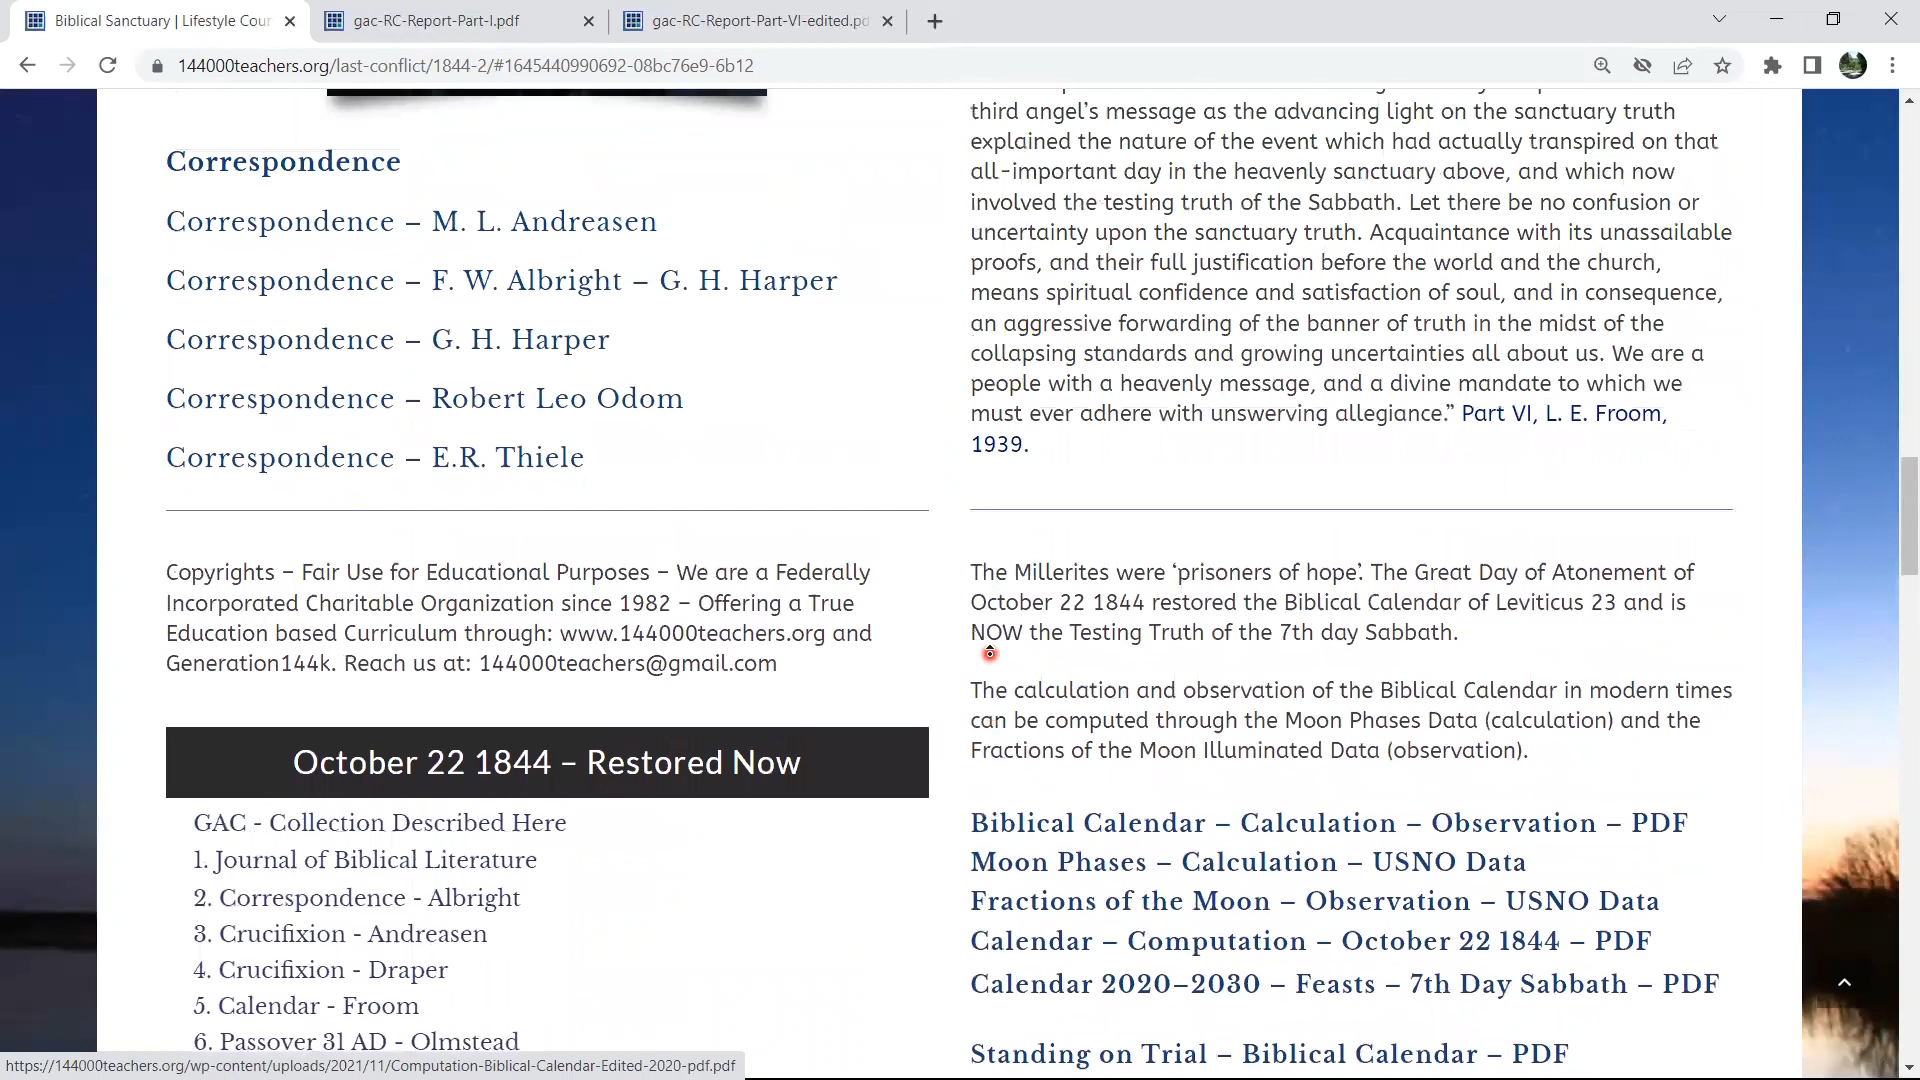 Biblical Sanctuary | Lifestyle Cour
gac-RC-Report-Part-I.pdf
gac-RC-Report-Part-VI-edited.pd
144000teachers.org/last-conflict/1844-2/#1645440990692-08bc76e9-6b12
Correspondence
Correspondence – M. L. Andreasen
Correspondence – F. W. Albright – G. H. Harper
Correspondence – G. H. Harper
Correspondence – Robert Leo Odom
Correspondence – E.R. Thiele
Copyrights – Fair Use for Educational Purposes – We are a Federally
Incorporated Charitable Organization since 1982 – Offering a True
Education based Curriculum through: www.144000teachers.org and
Generation144k. Reach us at: 144000teachers@gmail.com
October 22 1844 – Restored Now
GAC - Collection Described Here
1. Journal of Biblical Literature
2. Correspondence - Albright
3. Crucifixion - Andreasen
4. Crucifixion - Draper
5. Calendar - Froom
6. Passover 31 AD - Olmstead
third angel’s message as the advancing light on the sanctuary truth
explained the nature of the event which had actually transpired on that
all-important day in the heavenly sanctuary above, and which now
involved the testing truth of the Sabbath. Let there be no confusion or
uncertainty upon the sanctuary truth. Acquaintance with its unassailable
proofs, and their full justification before the world and the church,
means spiritual confidence and satisfaction of soul, and in consequence,
an aggressive forwarding of the banner of truth in the midst of the
collapsing standards and growing uncertainties all about us. We are a
people with a heavenly message, and a divine mandate to which we
must ever adhere with unswerving allegiance.” Part VI, L. E. Froom,
1939.
The Millerites were ‘prisoners of hope’. The Great Day of Atonement of
October 22 1844 restored the Biblical Calendar of Leviticus 23 and is
NOW the Testing Truth of the 7th day Sabbath.
The calculation and observation of the Biblical Calendar in modern times
can be computed through the Moon Phases Data (calculation) and the
Fractions of the Moon Illuminated Data (observation).
Biblical Calendar – Calculation – Observation – PDF
Moon Phases – Calculation – USNO Data
Fractions of the Moon – Observation – USNO Data
Calendar – Computation – October 22 1844 – PDF
Calendar 2020–2030 – Feasts – 7th Day Sabbath – PDF
Standing on Trial – Biblical Calendar – PDF
https://144000teachers.org/wp-content/uploads/2021/11/Computation-Biblical-Calendar-Edited-2020-pdf.pdf